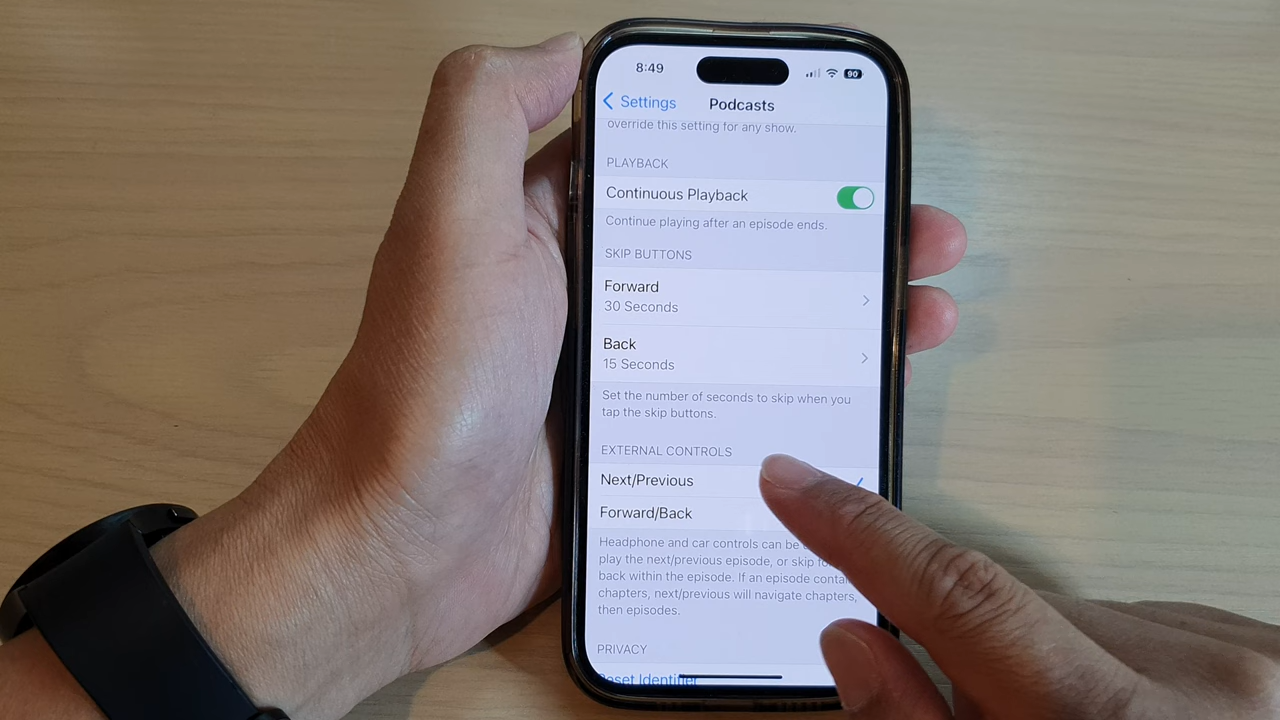 8:49
90
Settings
Podcasts
override this setting for any show.
PLAYBACK
Continuous Playback
Continue playing after an episode ends.
SKIP BUTTONS
Forward
30 Seconds
Back
15 Seconds
Set the number of seconds to skip when you
tap the skip buttons.
EXTERNAL CONTROLS
Next/Previous
Forward/Back
Headphone and car controls can be
play the next/previous episode, or skip
back within the episode. If an episode
chapters, next/previous will navigate chapters,
then episodes.
PRIVACY
Reset Identifier